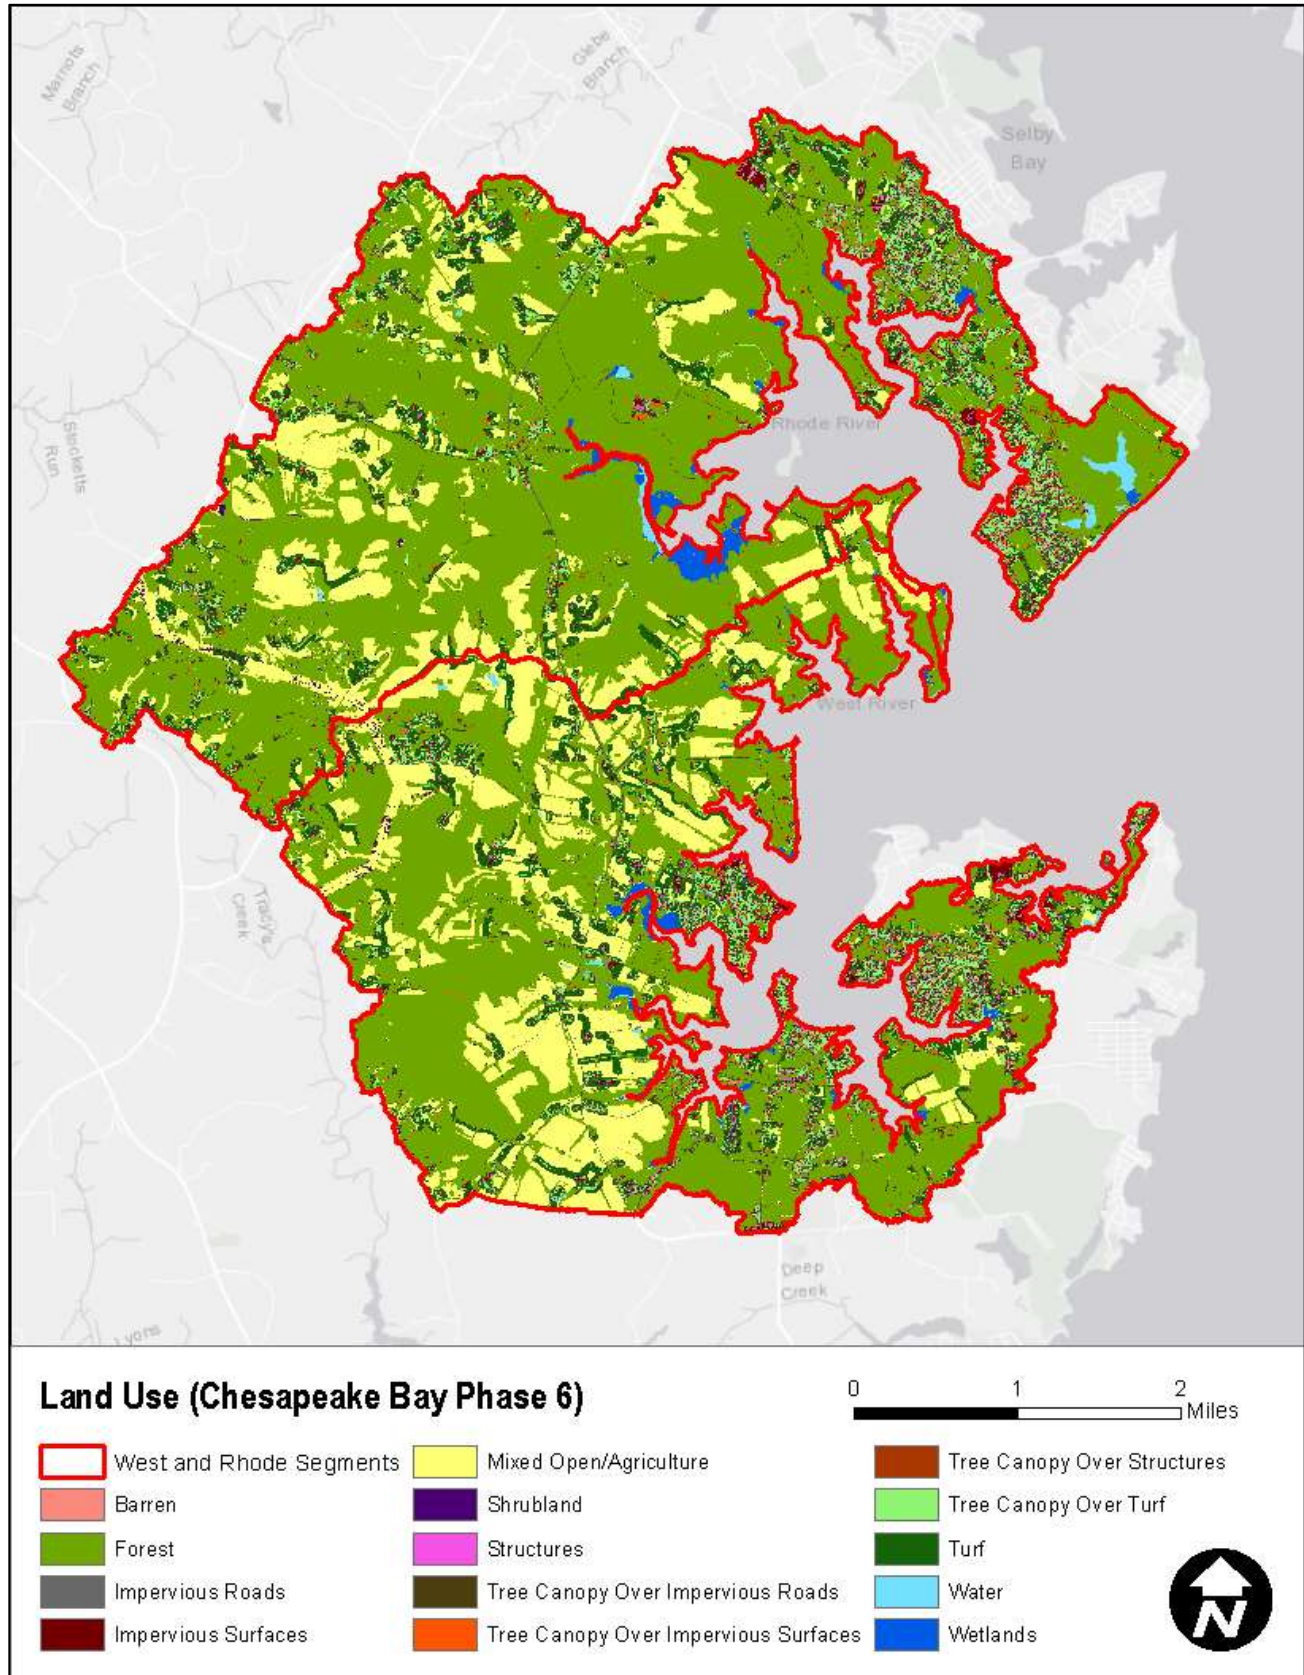 Marriots
Branch
Glebe
Branch
Selby
Bay
Rhode River
Stocketts
Run
West River
Tracy's
Creek
Deep
Creek
Lyons
Land Use (Chesapeake Bay Phase 6)
0 1 2
Miles
West and Rhode Segments
Barren
Forest
Impervious Roads
Impervious Surfaces
Mixed Open/Agriculture
Shrubland
Structures
Tree Canopy Over Impervious Roads
Tree Canopy Over Impervious Surfaces
Tree Canopy Over Structures
Tree Canopy Over Turf
Turf
Water
Wetlands
N